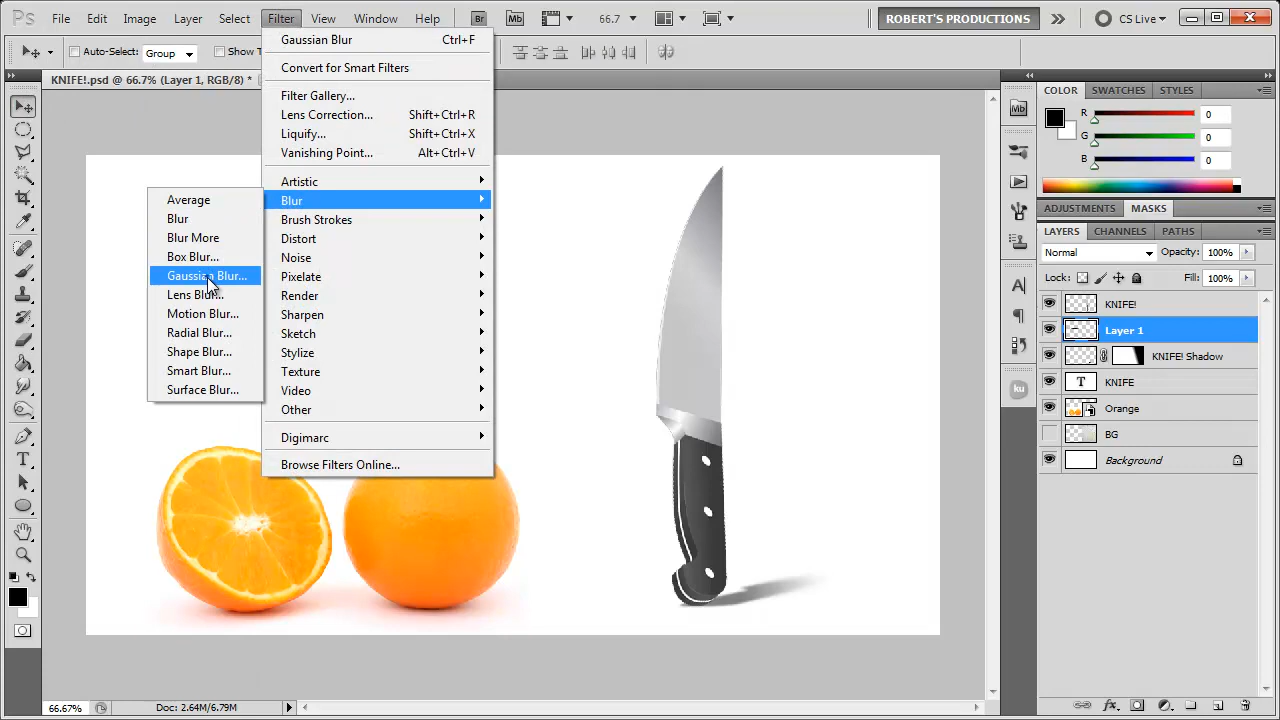 Ps File Edit Image Layer Select Filter View Window Help Br Mb 66.7 ROBERT'S PRODUCTIONS CS Live
Auto-Select: Group Show T
KNIFE!.psd @ 66.7% (Layer 1, RGB/8) *
Gaussian Blur Ctrl+F
Convert for Smart Filters
Filter Gallery...
Lens Correction... Shift+Ctrl+R
Liquify... Shift+Ctrl+X
Vanishing Point... Alt+Ctrl+V
Artistic
Blur
Brush Strokes
Distort
Noise
Pixelate
Render
Sharpen
Sketch
Stylize
Texture
Video
Other
Digimarc
Browse Filters Online...
Average
Blur
Blur More
Box Blur...
Gaussian Blur...
Lens Blur...
Motion Blur...
Radial Blur...
Shape Blur...
Smart Blur...
Surface Blur...
Mb
A
ku
COLOR SWATCHES STYLES
R 0
G 0
B 0
ADJUSTMENTS MASKS
LAYERS CHANNELS PATHS
Normal Opacity: 100%
Lock: Fill: 100%
KNIFE!
Layer 1
KNIFE! Shadow
T KNIFE
Orange
BG
Background
T
fx
66.67% Doc: 2.64M/6.79M